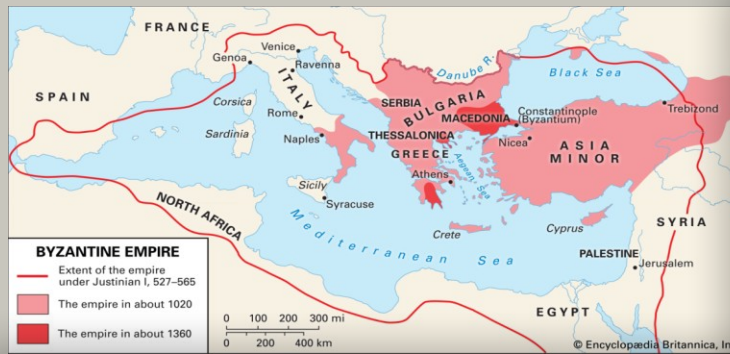 FRANCE
Venice
Genoa
Ravenna
Danube R.
Black Sea
SPAIN
ITALY
Corsica
SERBIA
BULGARIA
Constantinople
(Byzantium)
Trebizond
MACEDONIA
Rome
Sardinia
Naples
THESSALONICA
Nicea
ASIA
MINOR
GREECE
Aegean Sea
Athens
Sicily
Syracuse
NORTH AFRICA
Mediterranean Sea
Crete
Cyprus
SYRIA
PALESTINE
Jerusalem
EGYPT
BYZANTINE EMPIRE
Extent of the empire
under Justinian I, 527–565
The empire in about 1020
The empire in about 1360
0 100 200 300 mi
0 200 400 km
© Encyclopædia Britannica, In